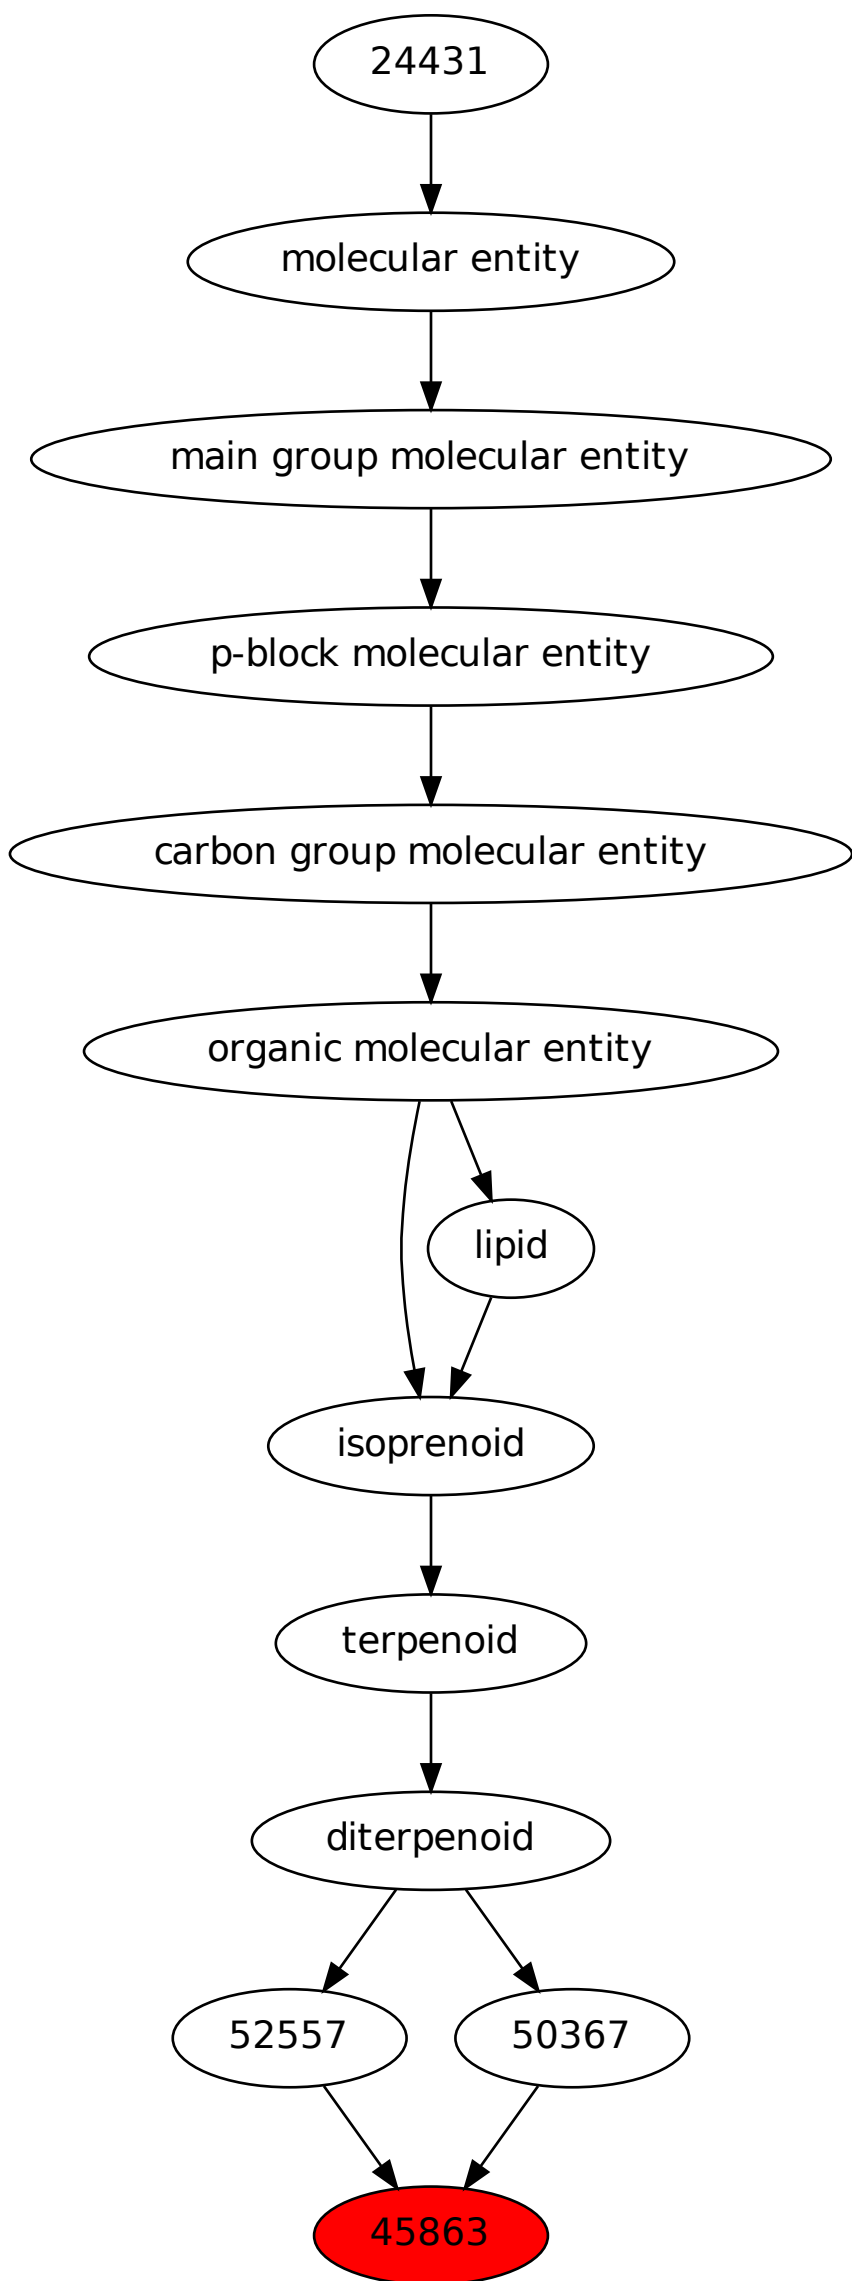 24431
molecular entity
main group molecular entity
p-block molecular entity
carbon group molecular entity
organic molecular entity
lipid
isoprenoid
terpenoid
diterpenoid
52557
50367
45863